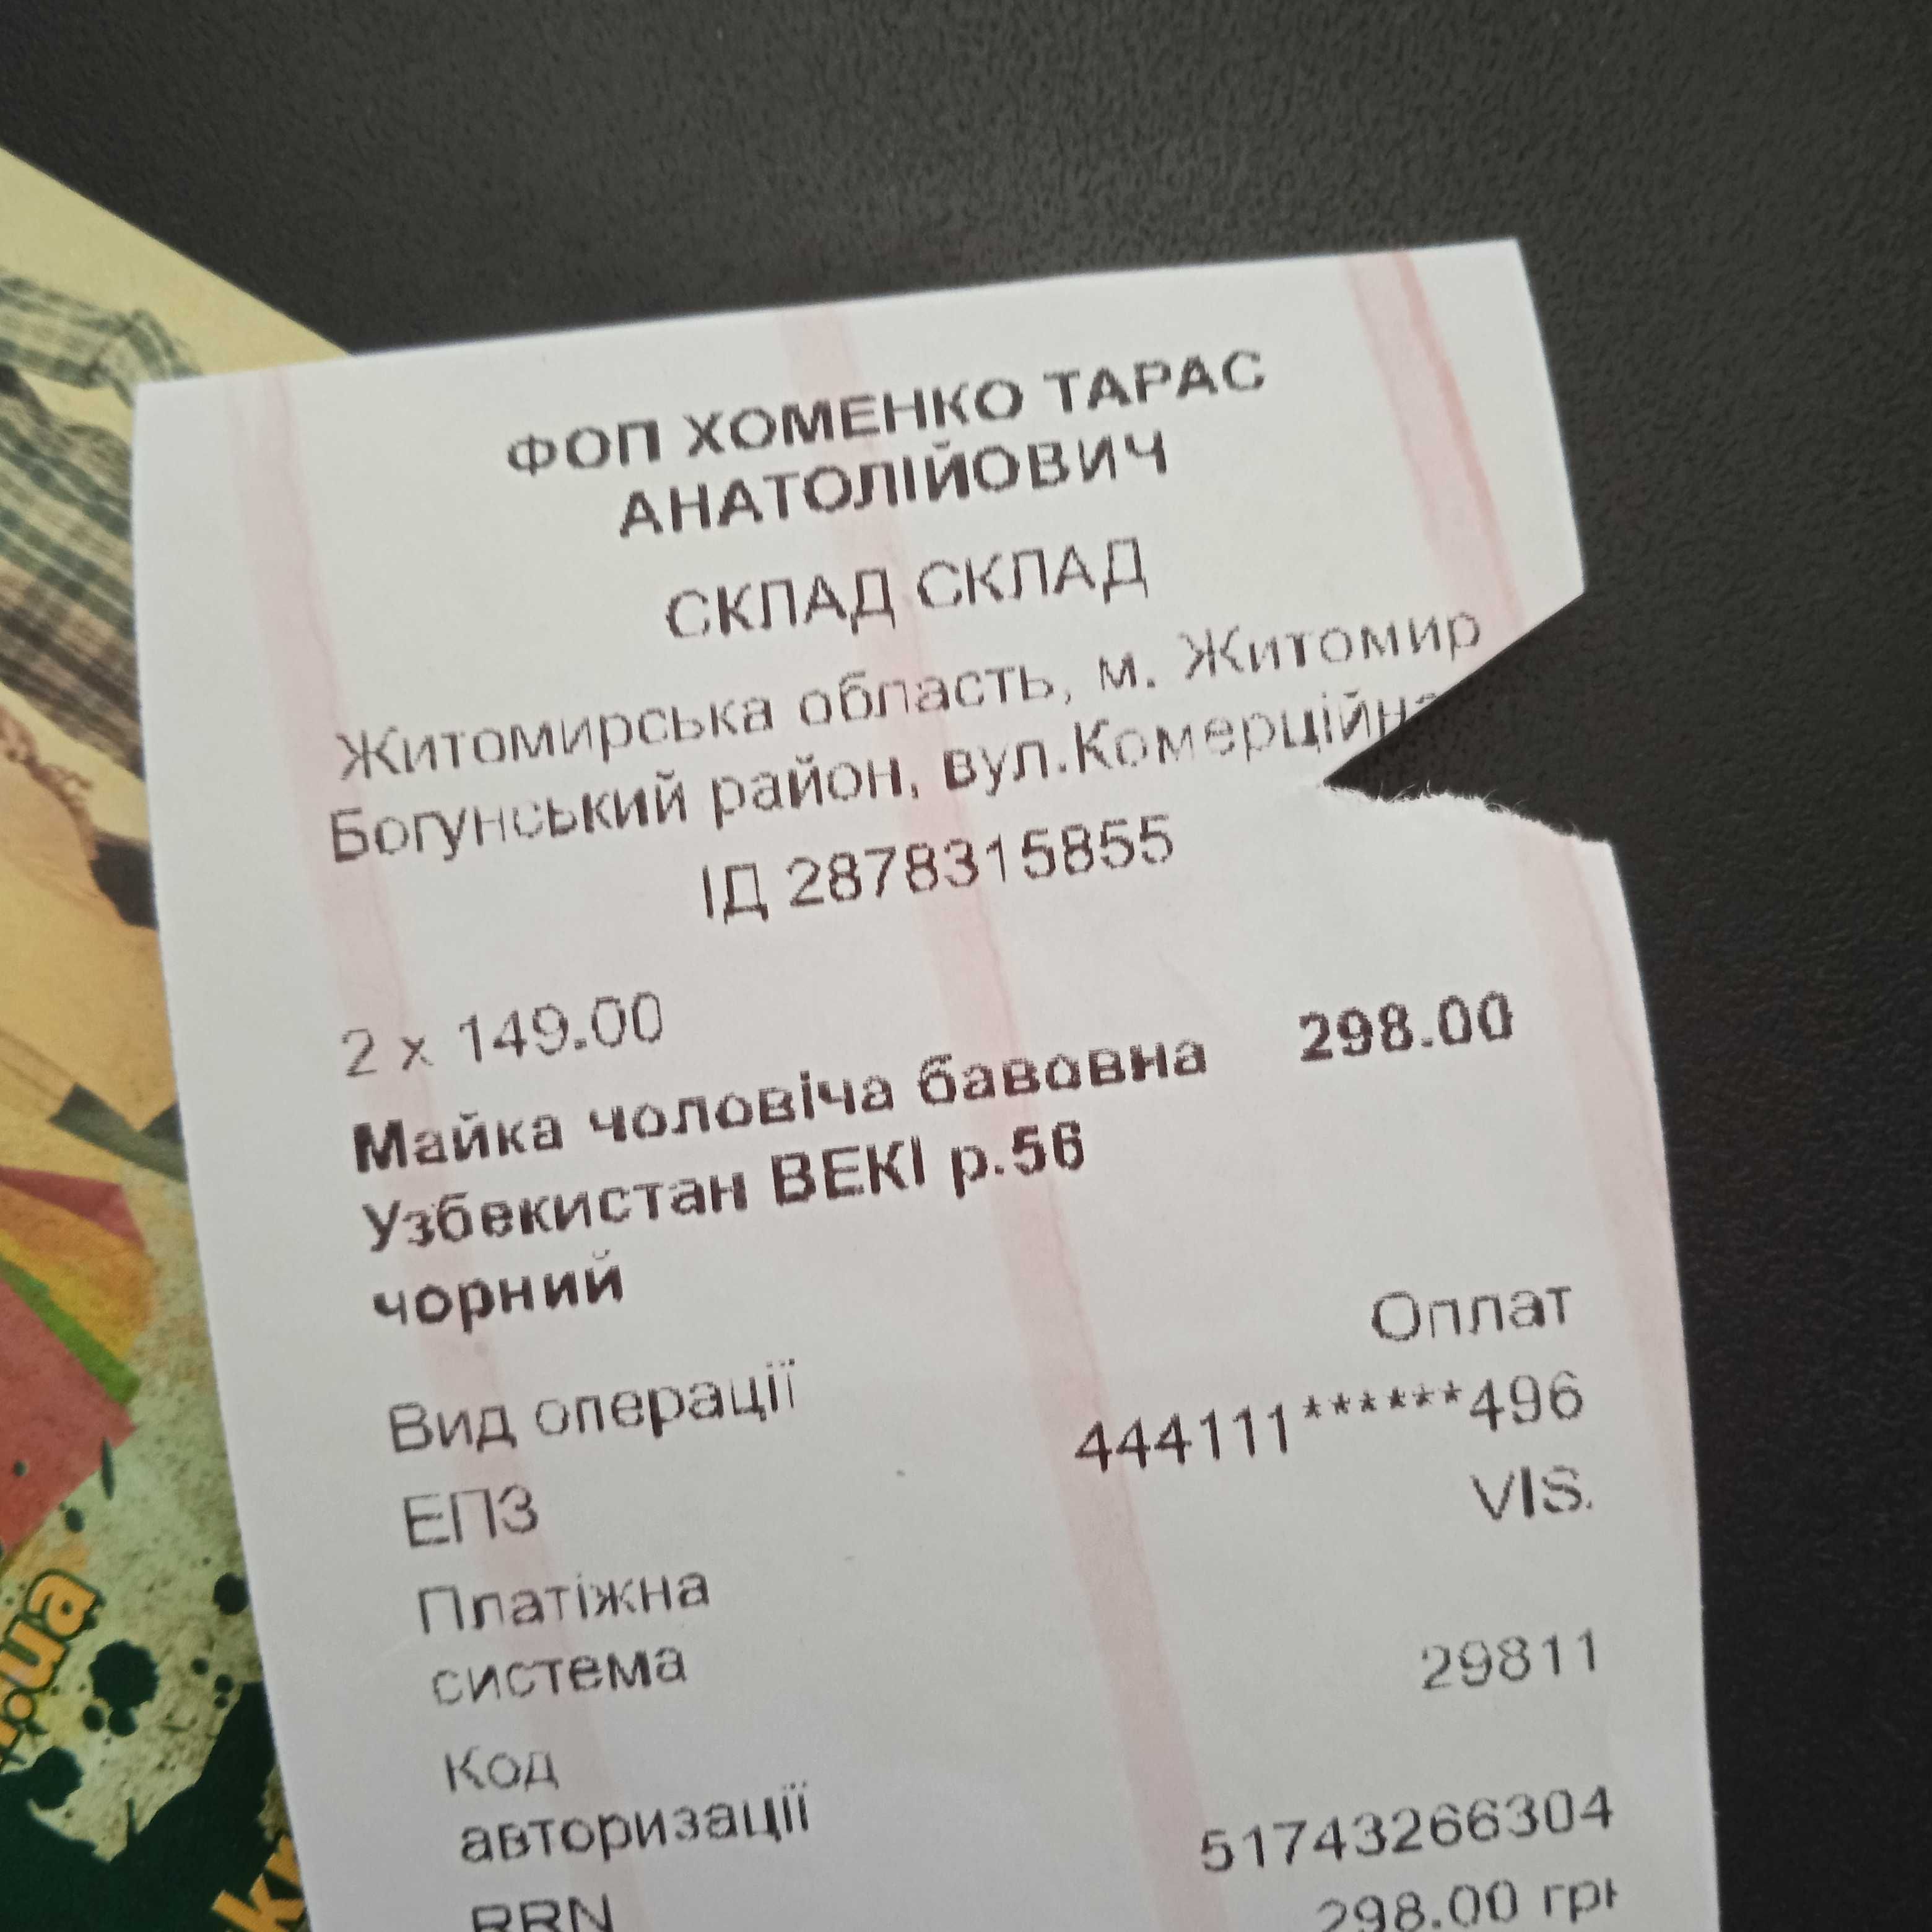 ФОП ХОМЕНКО ТАРАС
АНАТОЛІЙОВИЧ
СКЛАД СКЛАД
Житомирська область, м. Житомир
Богунський район, вул.Комерційна
ІД 2878315855
2 x 149.00
Майка чоловіча бавовна 298.00
Узбекистан ВЕКІ р.56
чорний
Вид операції Оплат
ЕПЗ 444111******496
Платіжна VIS
система
Код 29811
авторизації
RRN 51743266304
298.00 грн